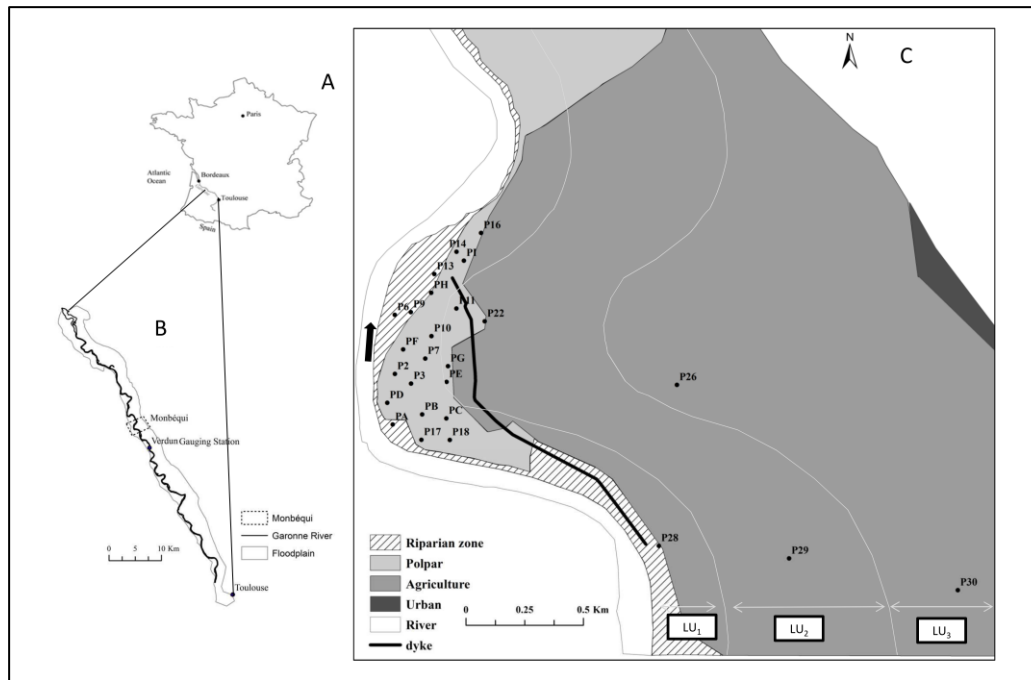 A
Paris
Atlantic
Ocean
Bordeaux
Toulouse
Spain
B
Monbéqui
Verdun Gauging Station
Monbéqui
Garonne River
Floodplain
0 5 10 Km
Toulouse
N
C
P16
P14
PI
P13
PH
P11
P6
P9
P22
P10
PF
P7
PG
P2
P3
PE
P26
PD
PB
PA
PC
P17
P18
P28
P29
P30
Riparian zone
Polpar
Agriculture
Urban
River
dyke
0 0.25 0.5 Km
LU1
LU2
LU3